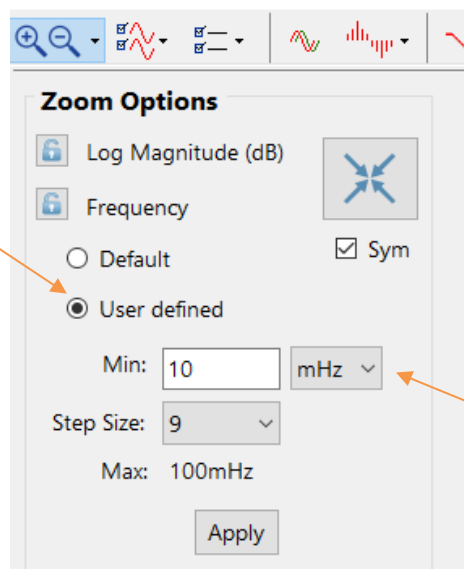 Zoom Options
Log Magnitude (dB)
Frequency
Default
Sym
User defined
Min: 10 mHz
Step Size: 9
Max: 100mHz
Apply